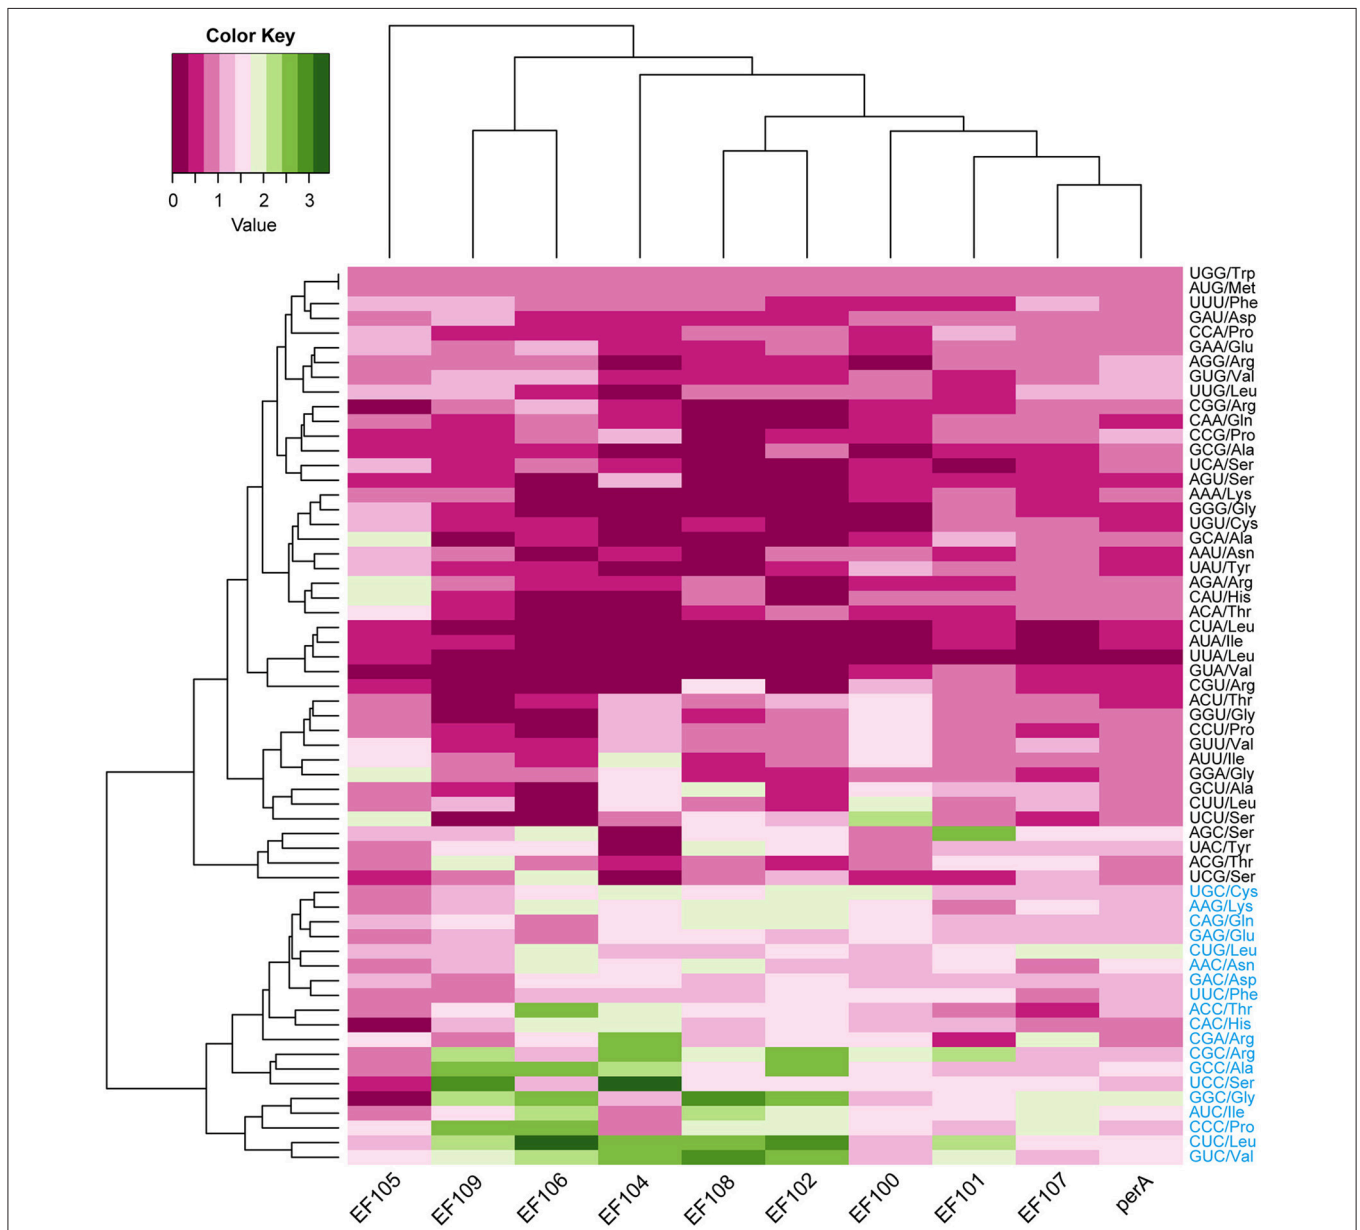 Color Key
0 1 2 3
Value
UGG/Trp
AUG/Met
UUU/Phe
GAU/Asp
CCA/Pro
GAA/Glu
AGG/Arg
GUG/Val
UUG/Leu
CGG/Arg
CAA/Gln
CCG/Pro
GCG/Ala
UCA/Ser
AGU/Ser
AAA/Lys
GGG/Gly
UGU/Cys
GCA/Ala
AAU/Asn
UAU/Tyr
AGA/Arg
CAU/His
ACA/Thr
CUA/Leu
AUA/Ile
UUA/Leu
GUA/Val
CGU/Arg
ACU/Thr
GGU/Gly
CCU/Pro
GUU/Val
AUU/Ile
GGA/Gly
GCU/Ala
CUU/Leu
UCU/Ser
AGC/Ser
UAC/Tyr
ACG/Thr
UCG/Ser
UGC/Cys
AAG/Lys
CAG/Gln
GAG/Glu
CUG/Leu
AAC/Asn
GAC/Asp
UUC/Phe
ACC/Thr
CAC/His
CGA/Arg
CGC/Arg
GCC/Ala
UCC/Ser
GGC/Gly
AUC/Ile
CCC/Pro
CUC/Leu
GUC/Val
EF105 EF109 EF106 EF104 EF108 EF102 EF100 EF101 EF107 perA